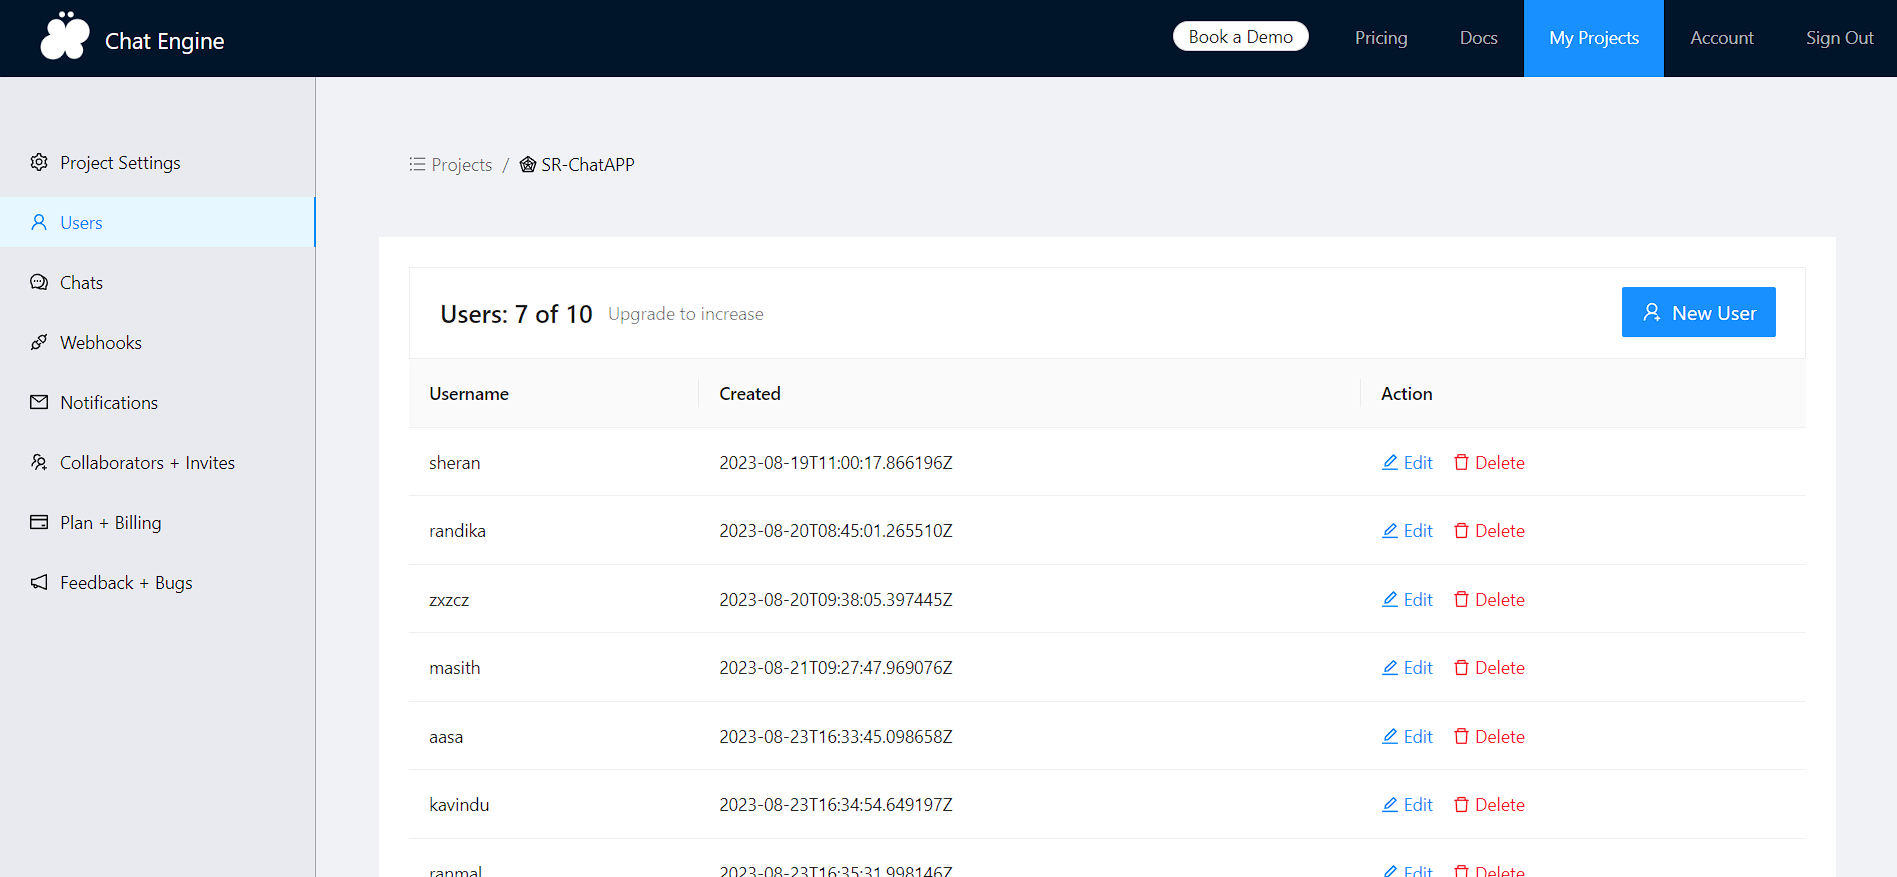 Chat Engine
Book a Demo
Pricing
Docs
My Projects
Account
Sign Out
Project Settings
Users
Chats
Webhooks
Notifications
Collaborators + Invites
Plan + Billing
Feedback + Bugs
Projects / SR-ChatAPP
Users: 7 of 10 Upgrade to increase
New User
Username Created Action
sheran 2023-08-19T11:00:17.866196Z Edit Delete
randika 2023-08-20T08:45:01.265510Z Edit Delete
zxzcz 2023-08-20T09:38:05.397445Z Edit Delete
masith 2023-08-21T09:27:47.969076Z Edit Delete
aasa 2023-08-23T16:33:45.098658Z Edit Delete
kavindu 2023-08-23T16:34:54.649197Z Edit Delete
ranmal 2023-08-23T16:35:31.998146Z Edit Delete